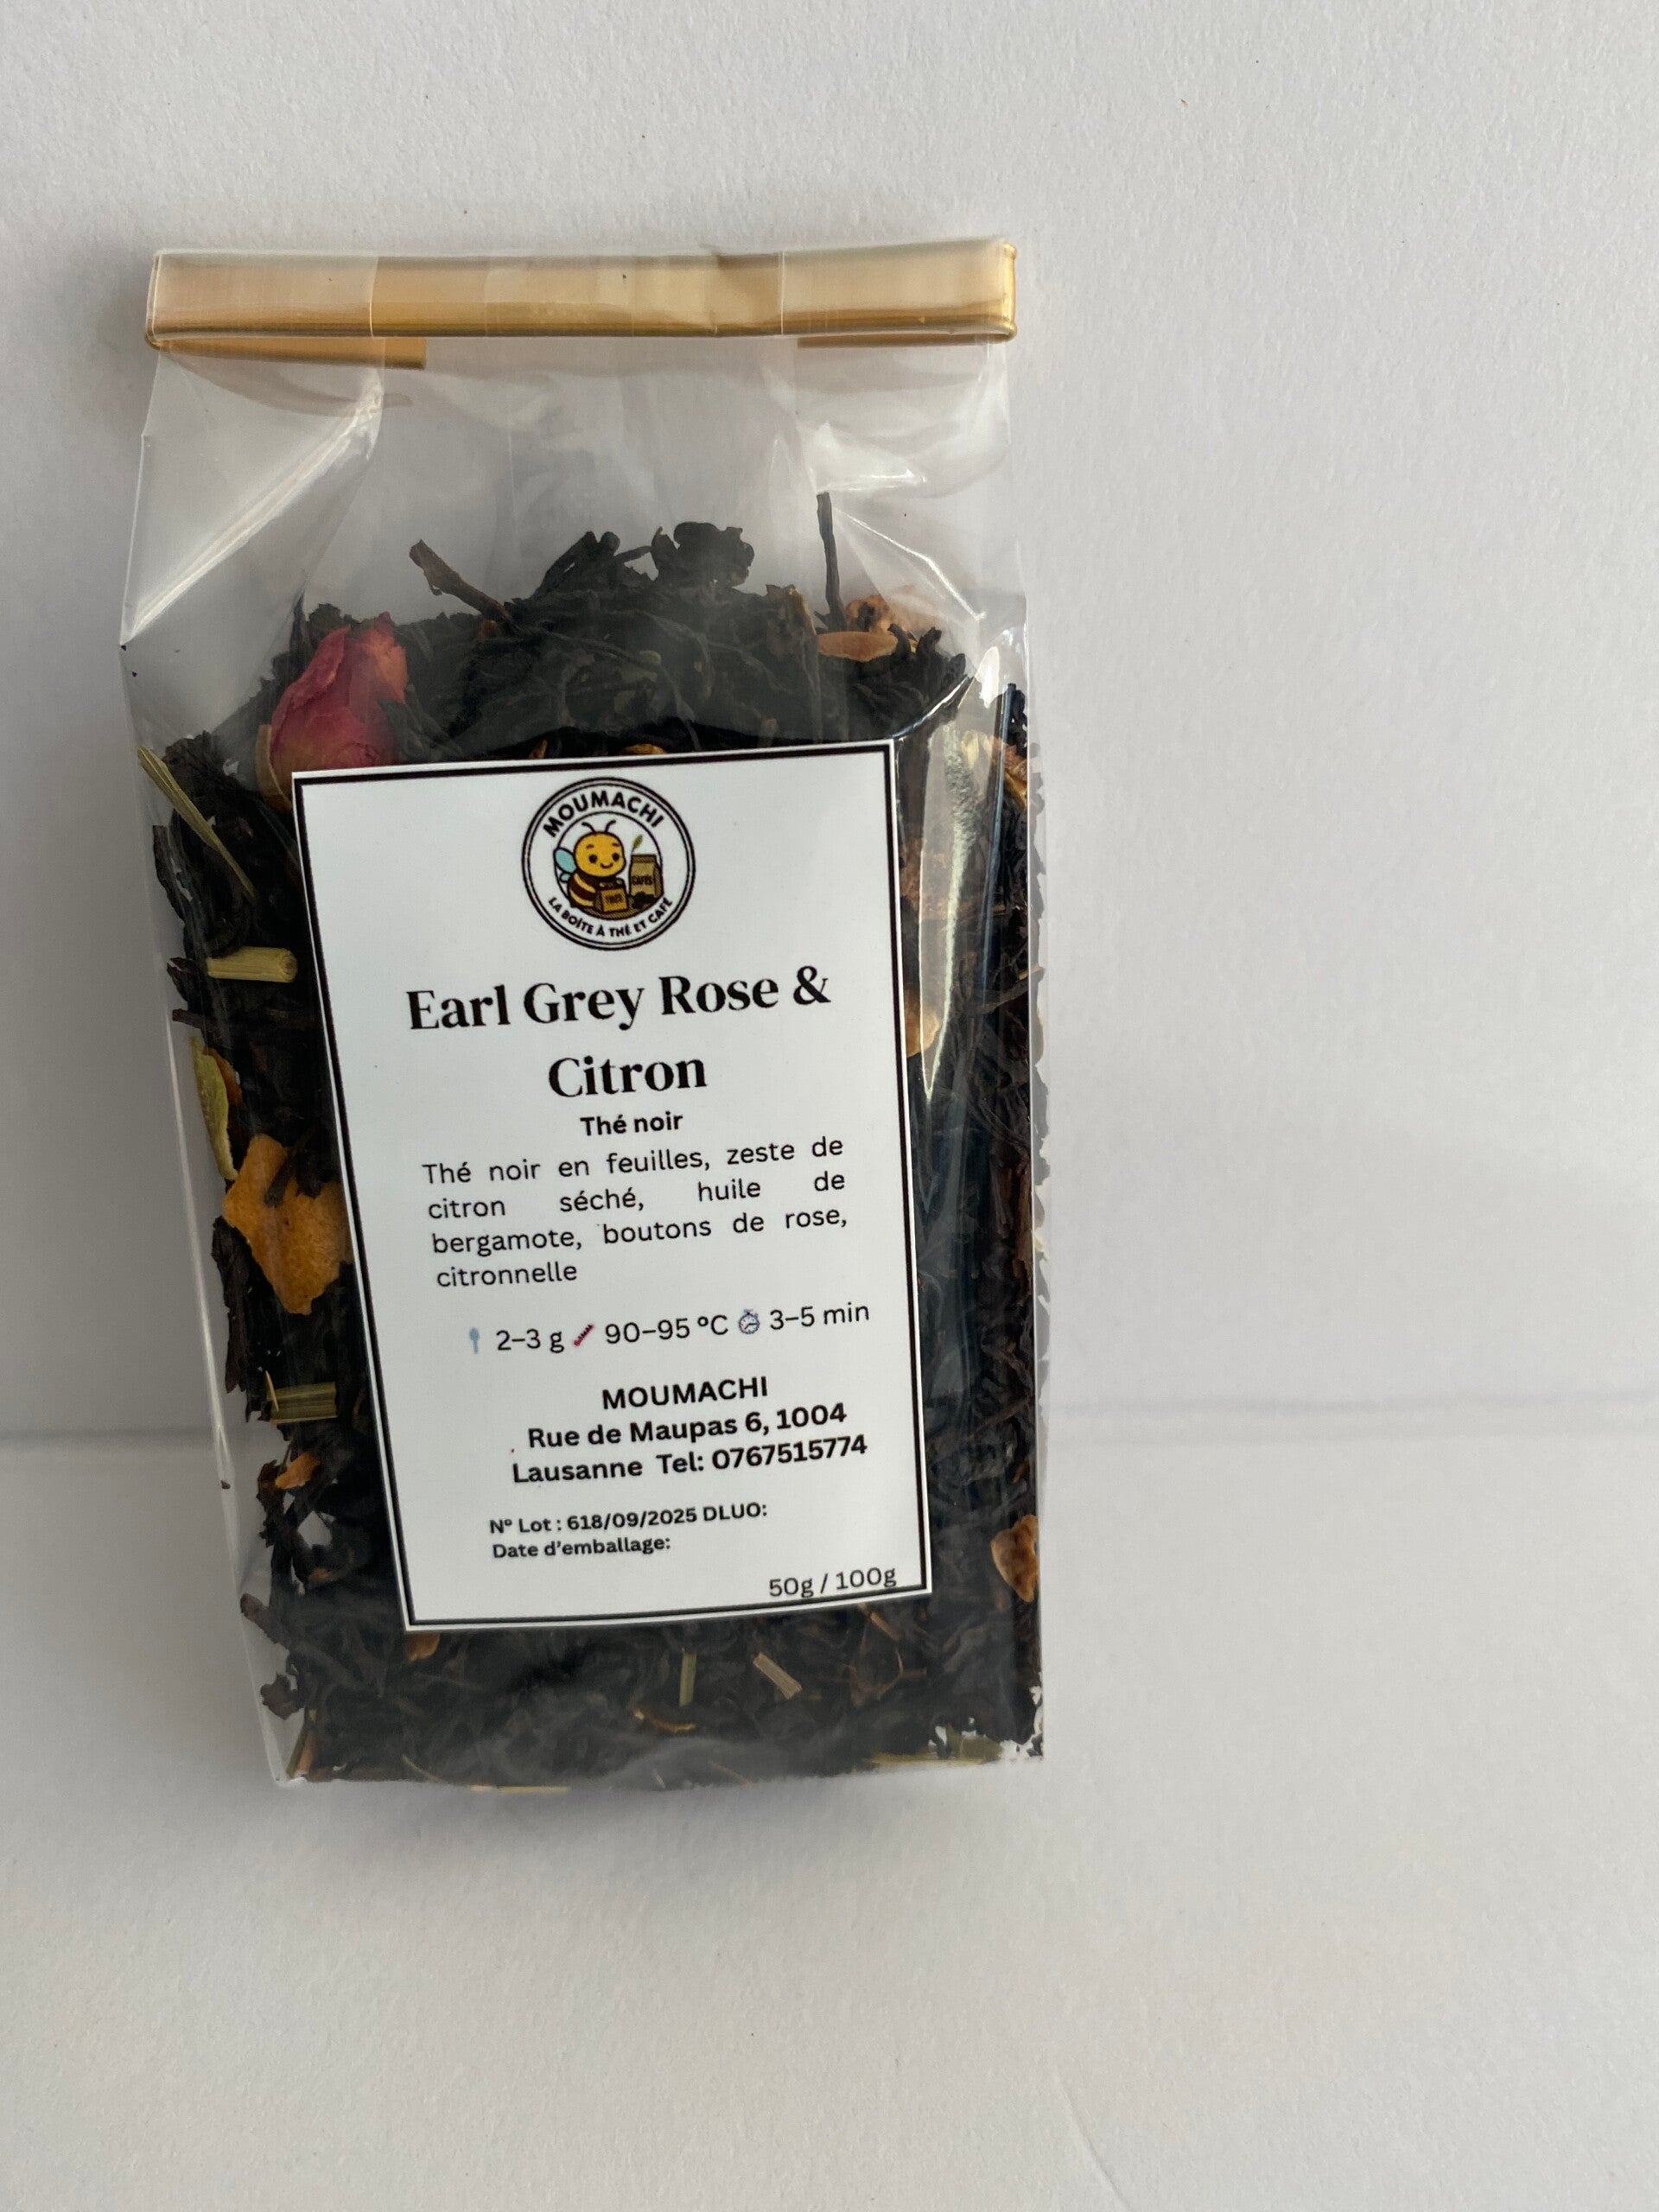 MOUMACHI
CAFÉS
LA BOÎTE À THÉ ET CAFÉ
Earl Grey Rose &
Citron
Thé noir
Thé noir en feuilles, zeste de
citron séché, huile de
bergamote, boutons de rose,
citronnelle
2–3 g 90–95 °C 3–5 min
MOUMACHI
Rue de Maupas 6, 1004
Lausanne Tel: 0767515774
N° Lot : 618/09/2025 DLUO:
Date d'emballage:
50g / 100g